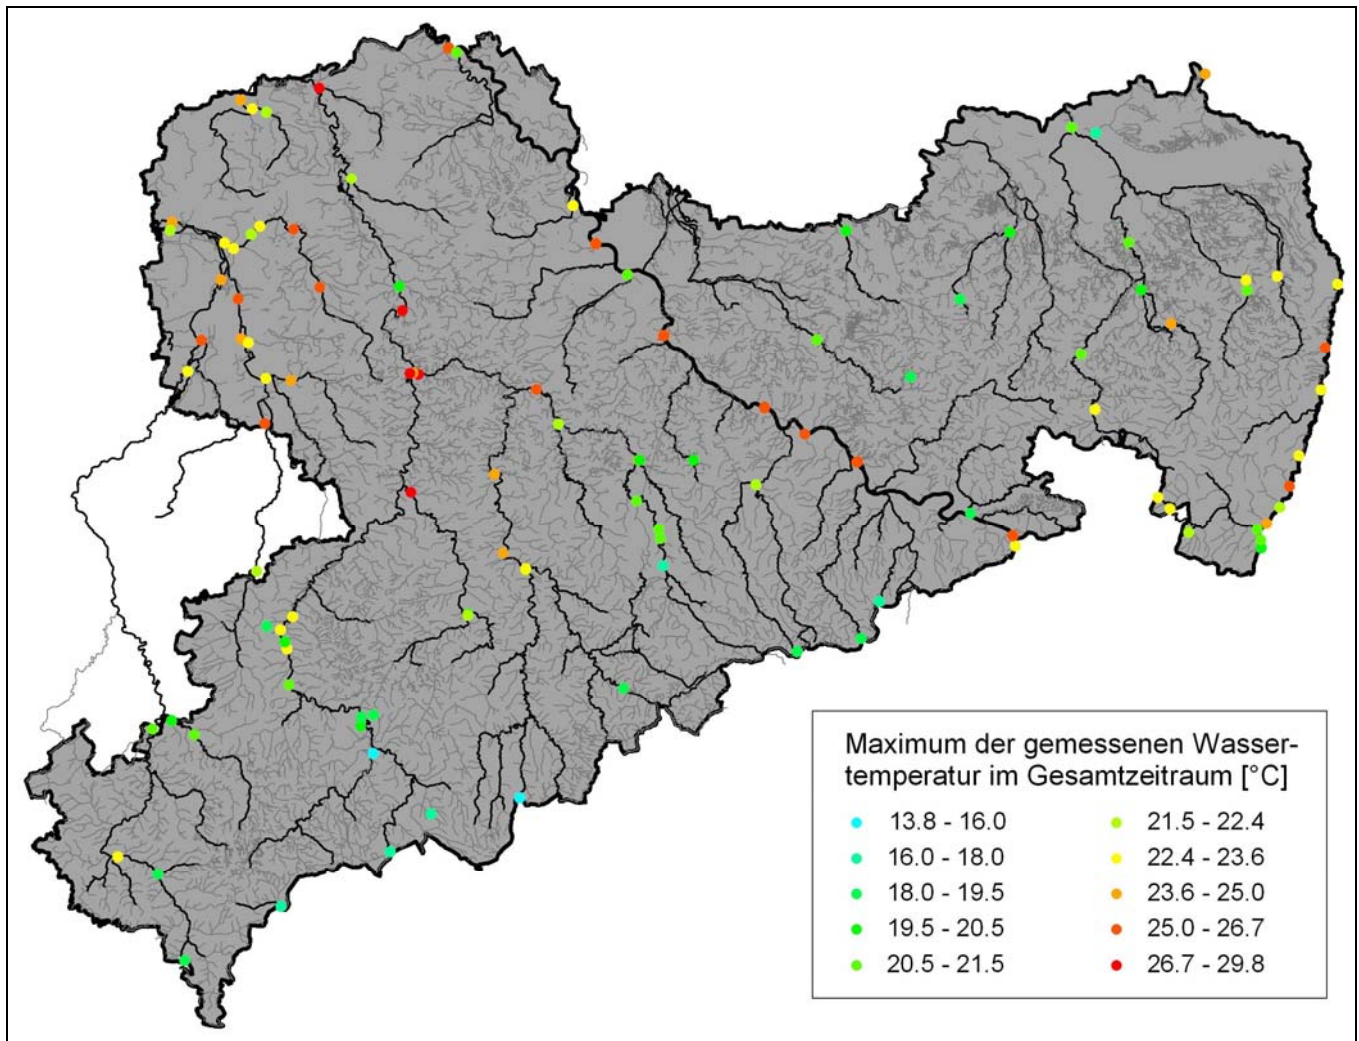 Maximum der gemessenen Wasser-
temperatur im Gesamtzeitraum [°C]
13.8 - 16.0
16.0 - 18.0
18.0 - 19.5
19.5 - 20.5
20.5 - 21.5
21.5 - 22.4
22.4 - 23.6
23.6 - 25.0
25.0 - 26.7
26.7 - 29.8